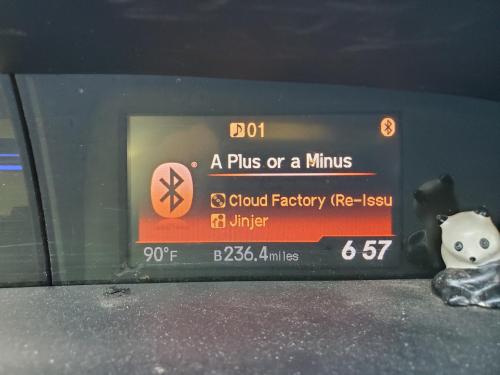 01
A Plus or a Minus
Cloud Factory (Re-Issu
Jinjer
90°F B236.4miles 6 57